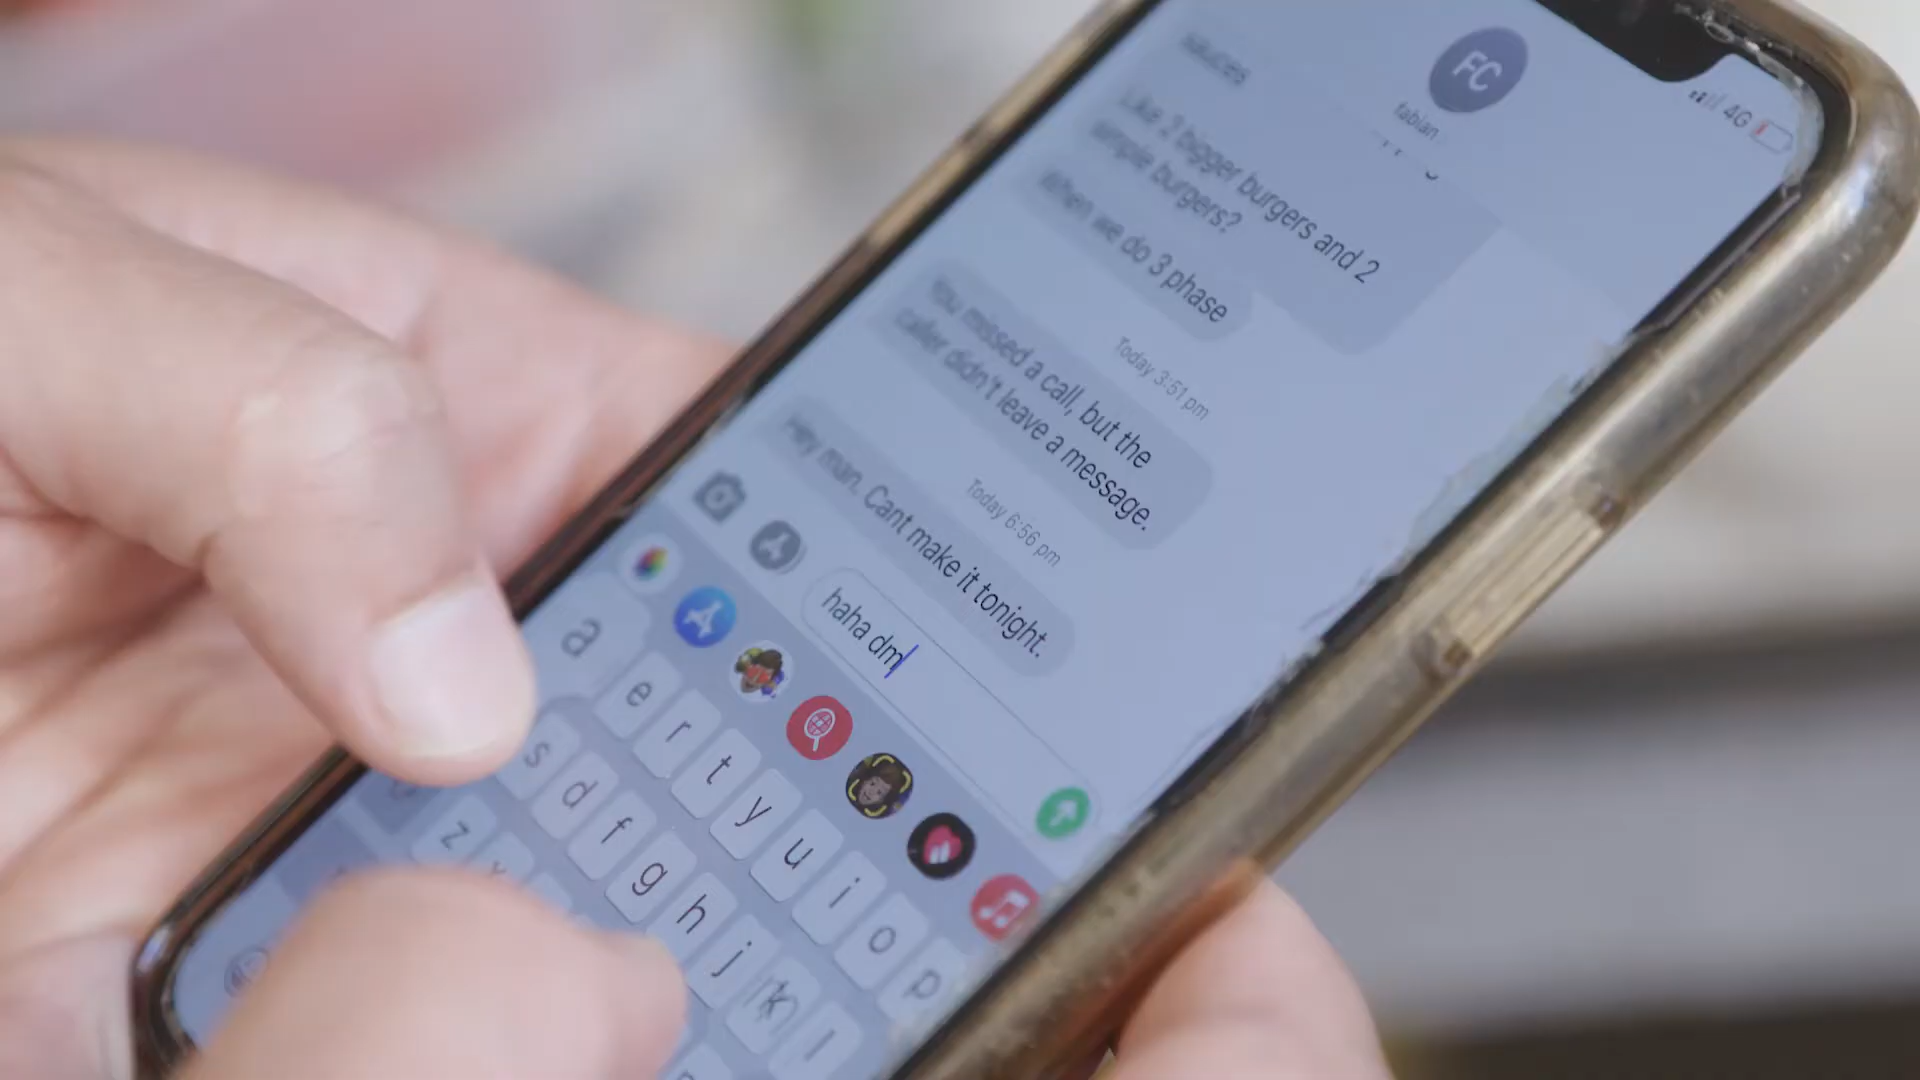 FC
fabian
4G
sauces
Like 2 bigger burgers and 2
simple burgers?
When we do 3 phase
Today 3:51 pm
You missed a call, but the
caller didn't leave a message.
Today 6:56 pm
Hey man. Cant make it tonight.
haha dm
e r t y u i o p
a s d f g h j k l
z x